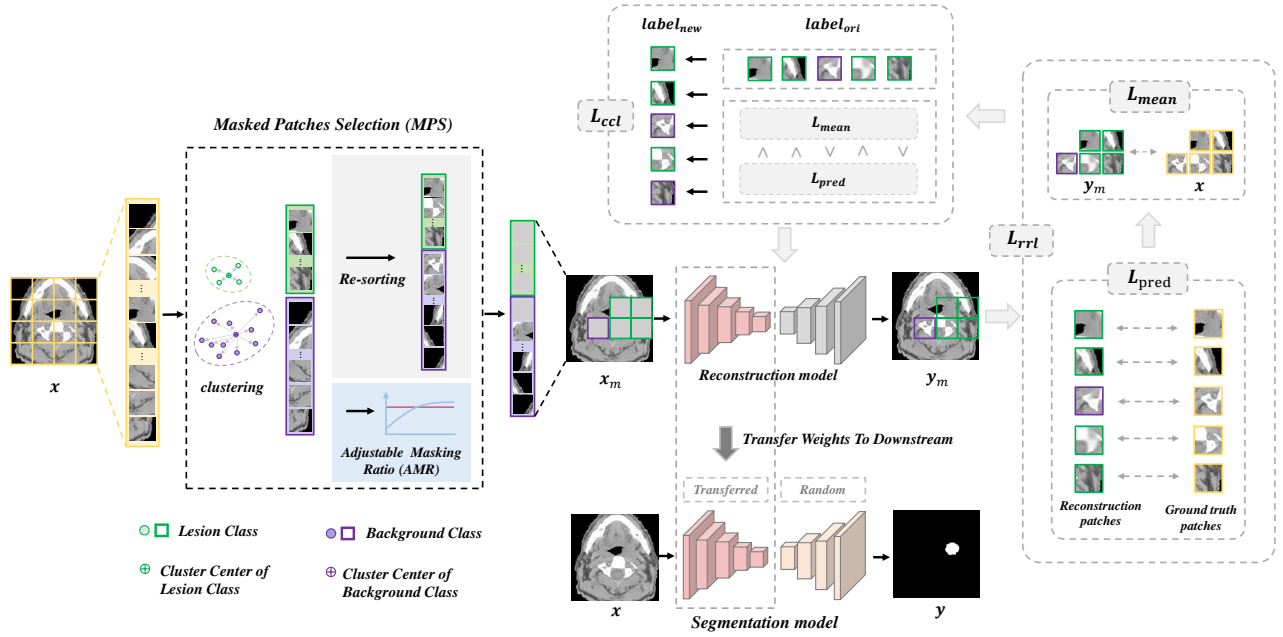 label_new
label_ori
L_ccl
L_mean
> > < > <
L_pred
Masked Patches Selection (MPS)
Re-sorting
clustering
Adjustable Masking
Ratio (AMR)
x
x_m
Reconstruction model
y_m
L_rrl
L_mean
y_m
x
L_pred
Reconstruction
patches
Ground truth
patches
Transfer Weights To Downstream
Transferred
Random
x
Segmentation model
y
Lesion Class
Background Class
Cluster Center of
Lesion Class
Cluster Center of
Background Class